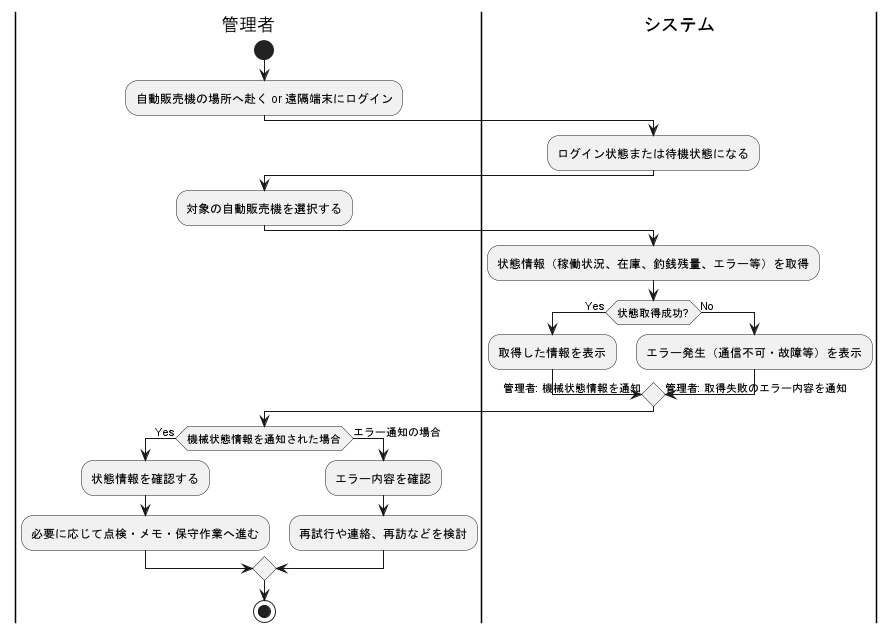 管理者
システム
自動販売機の場所へ赴く or 遠隔端末にログイン
ログイン状態または待機状態になる
対象の自動販売機を選択する
状態情報（稼働状況、在庫、釣銭残量、エラー等）を取得
Yes
状態取得成功?
No
取得した情報を表示
エラー発生（通信不可・故障等）を表示
管理者: 機械状態情報を通知
管理者: 取得失敗のエラー内容を通知
Yes
機械状態情報を通知された場合
エラー通知の場合
状態情報を確認する
エラー内容を確認
必要に応じて点検・メモ・保守作業へ進む
再試行や連絡、再訪などを検討